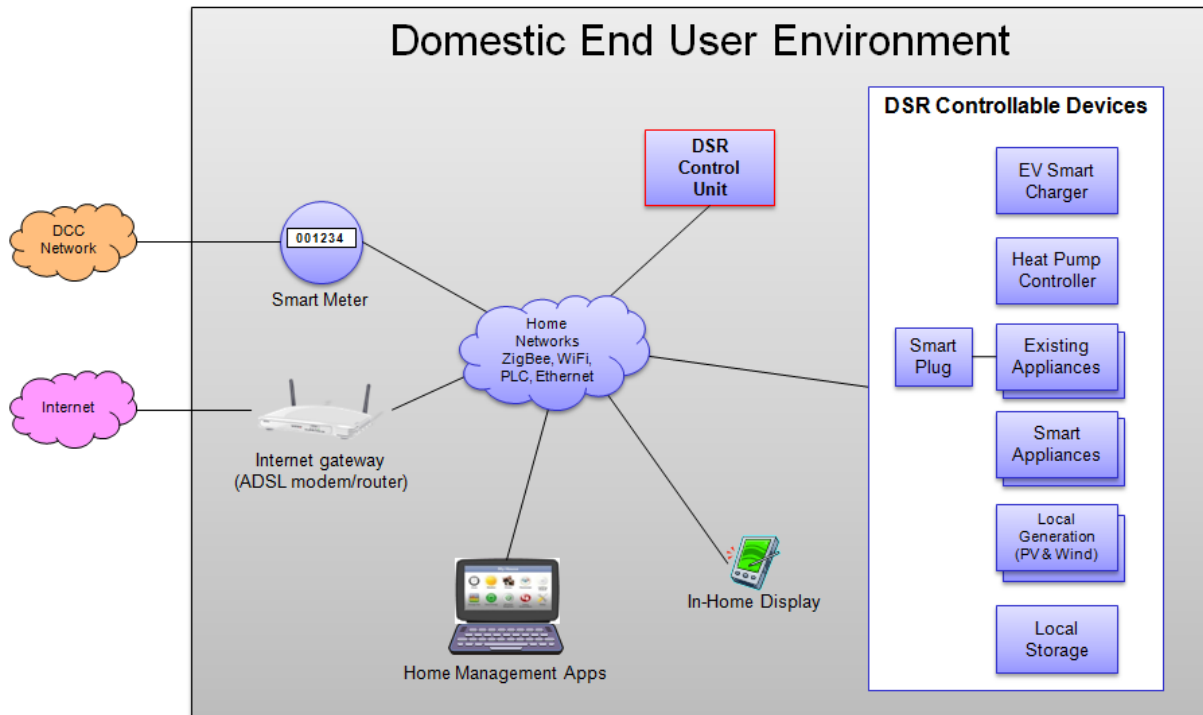 Domestic End User Environment
DSR Controllable Devices
DSR
Control
Unit
EV Smart
Charger
DCC
Network
001234
Smart Meter
Heat Pump
Controller
Home
Networks
ZigBee, WiFi,
PLC, Ethernet
Smart
Plug
Existing
Appliances
Internet
Internet gateway
(ADSL modem/router)
Smart
Appliances
Local
Generation
(PV & Wind)
In-Home Display
Local
Storage
Home Management Apps